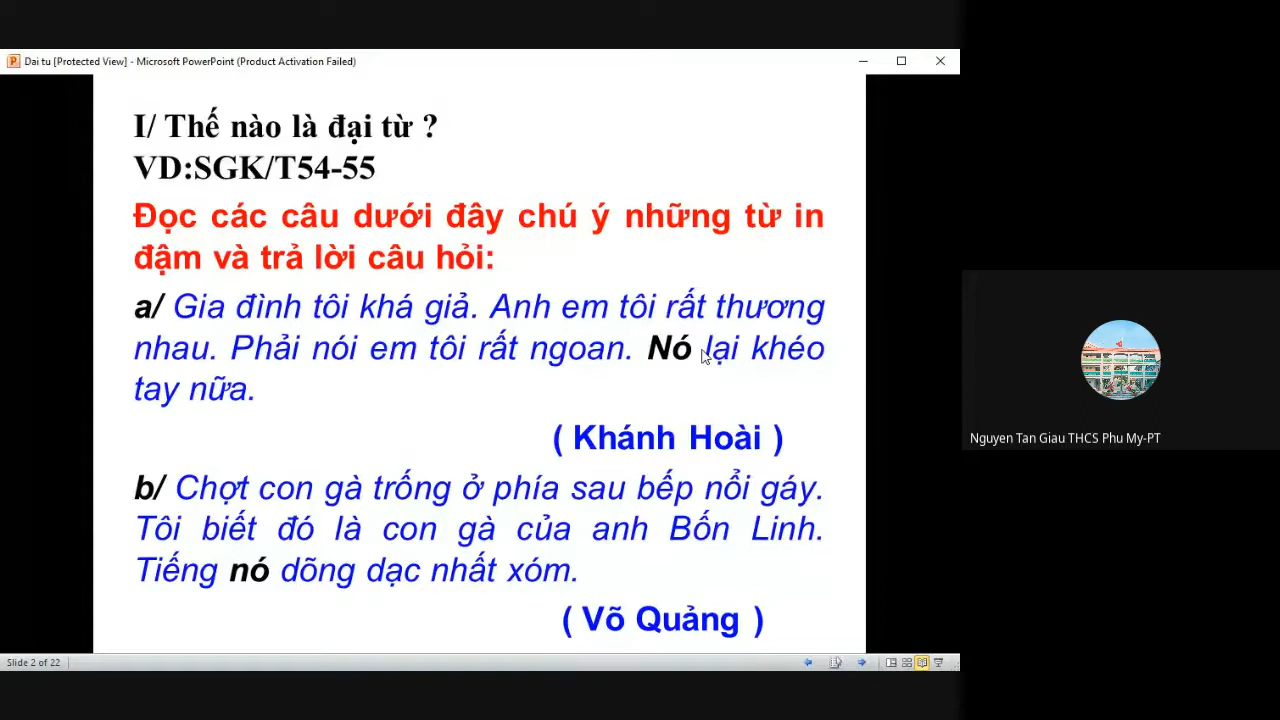 Dai tu [Protected View] - Microsoft PowerPoint (Product Activation Failed)
I/ Thế nào là đại từ ?
VD:SGK/T54-55
Đọc các câu dưới đây chú ý những từ in
đậm và trả lời câu hỏi:
a/ Gia đình tôi khá giả. Anh em tôi rất thương
nhau. Phải nói em tôi rất ngoan. Nó lại khéo
tay nữa.
( Khánh Hoài )
b/ Chợt con gà trống ở phía sau bếp nổi gáy.
Tôi biết đó là con gà của anh Bốn Linh.
Tiếng nó dõng dạc nhất xóm.
( Võ Quảng )
Slide 2 of 22
Nguyen Tan Giau THCS Phu My-PT